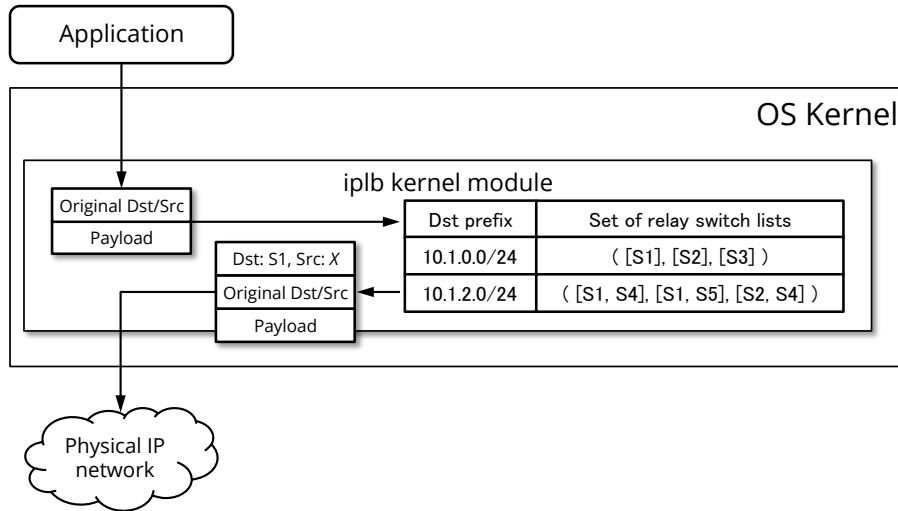 Application
OS Kernel
iplb kernel module
Original Dst/Src
Payload
Dst prefix Set of relay switch lists
10.1.0.0/24 ( [S1], [S2], [S3] )
10.1.2.0/24 ( [S1, S4], [S1, S5], [S2, S4] )
Dst: S1, Src: X
Original Dst/Src
Payload
Physical IP
network